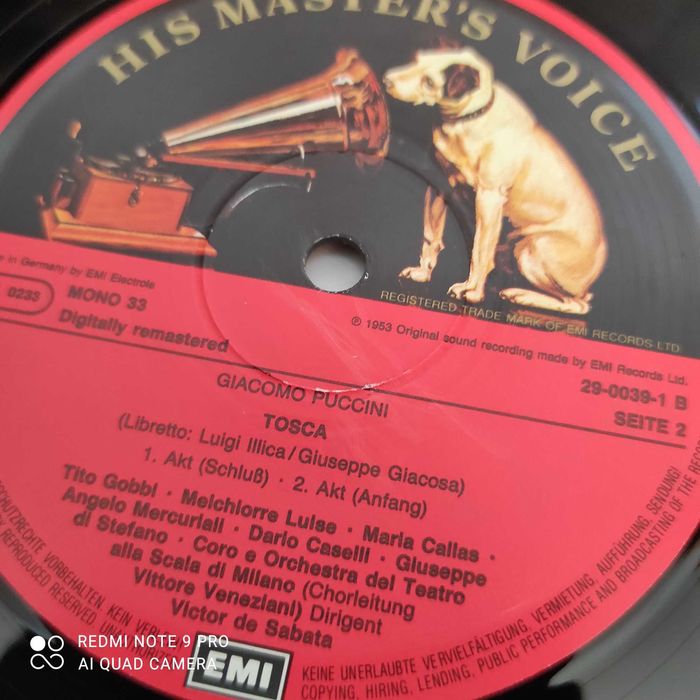 HIS MASTER'S VOICE
REGISTERED TRADE MARK OF EMI RECORDS LTD
in Germany by EMI Electrola
℗ 1953 Original sound recording made by EMI Records Ltd.
0233
MONO 33
29-0039-1 B
Digitally remastered
SEITE 2
GIACOMO PUCCINI
TOSCA
(Libretto: Luigi Illica/Giuseppe Giacosa)
1. Akt (Schluß) · 2. Akt (Anfang)
Tito Gobbi · Melchiorre Luise · Maria Callas ·
Angelo Mercuriali · Dario Caselli · Giuseppe
di Stefano · Coro e Orchestra del Teatro
alla Scala di Milano (Chorleitung
Vittore Veneziani) Dirigent
Victor de Sabata
EMI
VORBEHALTEN. KEIN
REPRODUCED RESERVED.
KEINE UNERLAUBTE VERVIELFÄLTIGUNG, VERMIETUNG, AUFFÜHRUNG, SENDUNG!
COPYING, HIRING, LENDING, PUBLIC PERFORMANCE AND BROADCASTING OF THE
REDMI NOTE 9 PRO
AI QUAD CAMERA